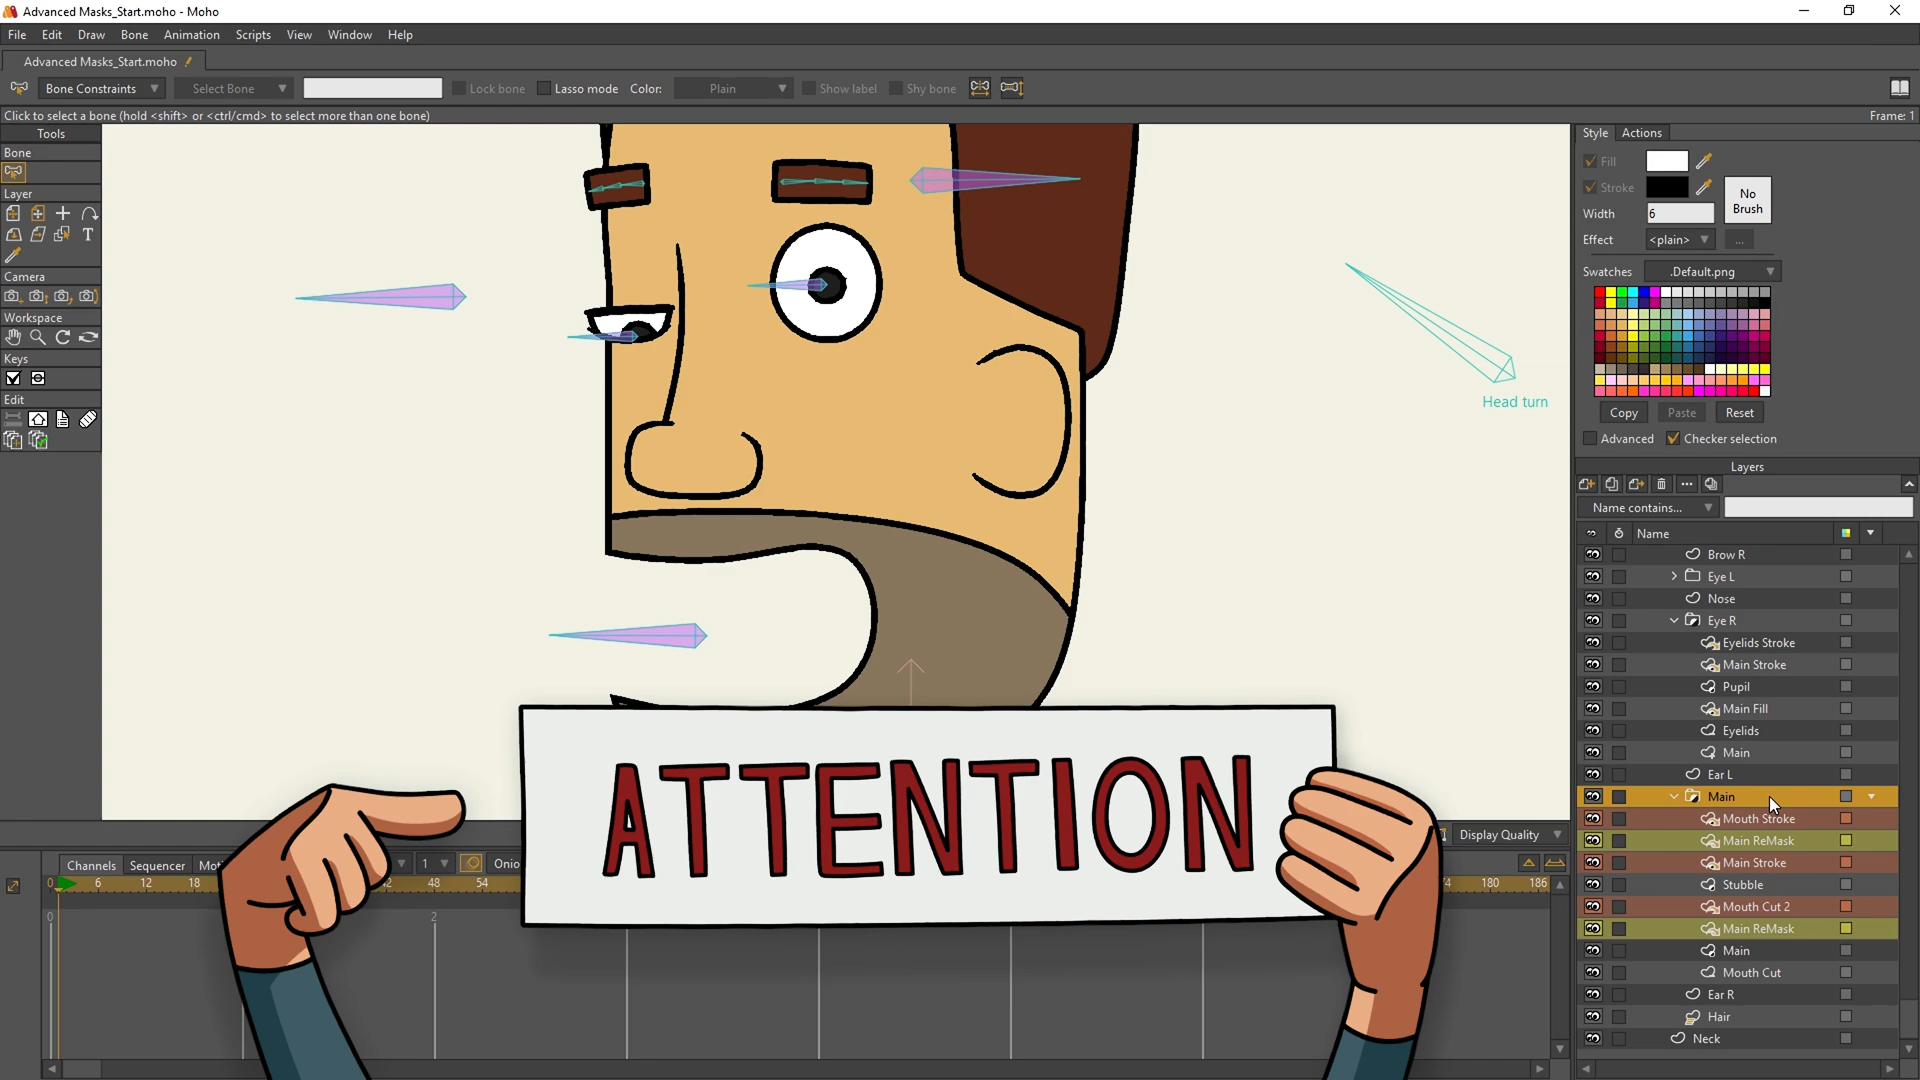 Advanced Masks_Start.moho - Moho
File Edit Draw Bone Animation Scripts View Window Help
Advanced Masks_Start.moho
Bone Constraints Select Bone Lock bone Lasso mode Color: Plain Show label Shy bone
Click to select a bone (hold <shift> or <ctrl/cmd> to select more than one bone) Frame: 1
Tools
Bone
Layer
T
Camera
Workspace
Keys
Edit
Head turn
ATTENTION
Style Actions
Fill
Stroke
No Brush
Width 6
Effect <plain> ...
Swatches .Default.png
Copy Paste Reset
Advanced Checker selection
Layers
Name contains...
Name
Brow R
Eye L
Nose
Eye R
Eyelids Stroke
Main Stroke
Pupil
Main Fill
Eyelids
Main
Ear L
Main
Mouth Stroke
Main ReMask
Main Stroke
Stubble
Mouth Cut 2
Main ReMask
Main
Mouth Cut
Ear R
Hair
Neck
Display Quality
Channels Sequencer Moti 1 Onio
0 6 12 18 42 48 54 74 180 186
0 2